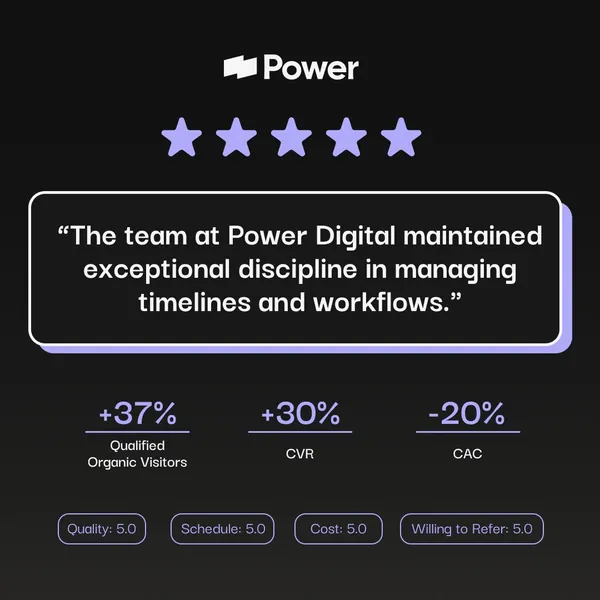 Power
“The team at Power Digital maintained
exceptional discipline in managing
timelines and workflows.”
+37%
Qualified
Organic Visitors
+30%
CVR
-20%
CAC
Quality: 5.0
Schedule: 5.0
Cost: 5.0
Willing to Refer: 5.0